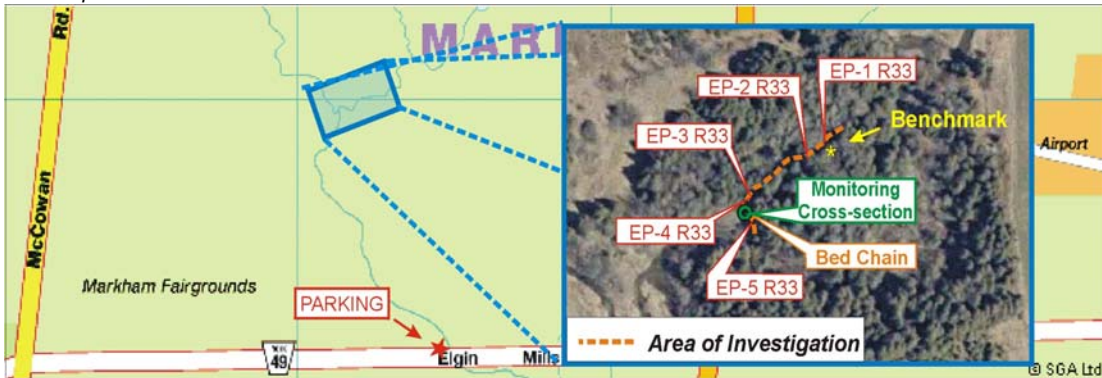 McCowan Rd.
MAR
EP-1 R33
EP-2 R33
Benchmark
EP-3 R33
Airport
Monitoring
Cross-section
EP-4 R33
Bed Chain
EP-5 R33
Markham Fairgrounds
PARKING
49
Elgin Mills
Area of Investigation
© SGA Ltd